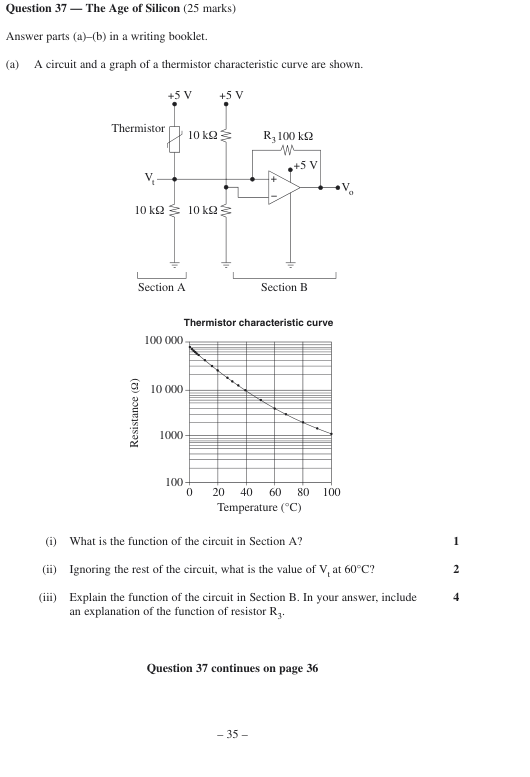 Question 37 — The Age of Silicon (25 marks)
Answer parts (a)–(b) in a writing booklet.
(a) A circuit and a graph of a thermistor characteristic curve are shown.
+5 V +5 V
Thermistor 10 kΩ R3 100 kΩ
+5 V
Vt + Vo
−
10 kΩ 10 kΩ
Section A Section B
Thermistor characteristic curve
100 000
10 000
1000
100
Resistance (Ω)
0 20 40 60 80 100
Temperature (°C)
(i) What is the function of the circuit in Section A? 1
(ii) Ignoring the rest of the circuit, what is the value of Vt at 60°C? 2
(iii) Explain the function of the circuit in Section B. In your answer, include 4
an explanation of the function of resistor R3.
Question 37 continues on page 36
– 35 –